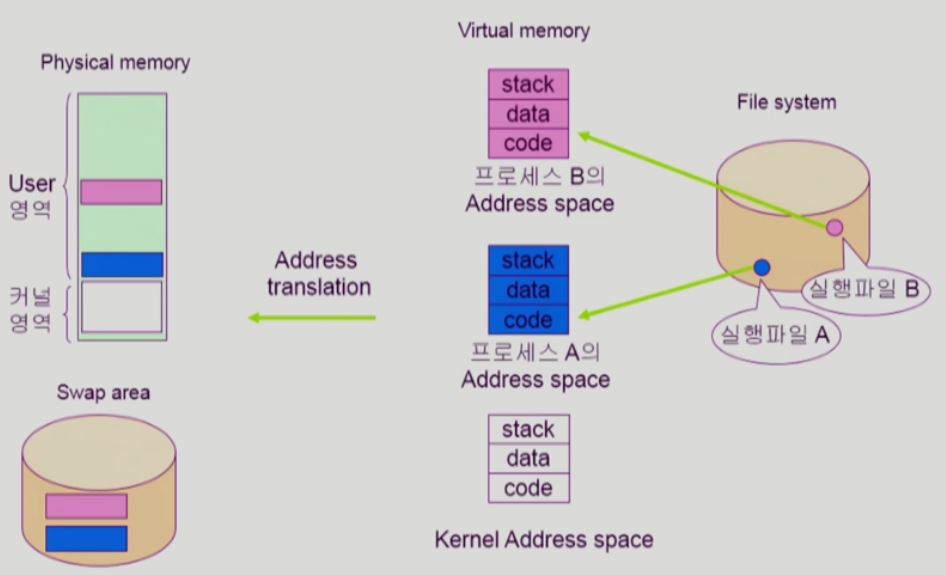 Physical memory
User
영역
커널
영역
Swap area
Address
translation
Virtual memory
stack
data
code
프로세스 B의
Address space
stack
data
code
프로세스 A의
Address space
stack
data
code
Kernel Address space
File system
실행파일 B
실행파일 A